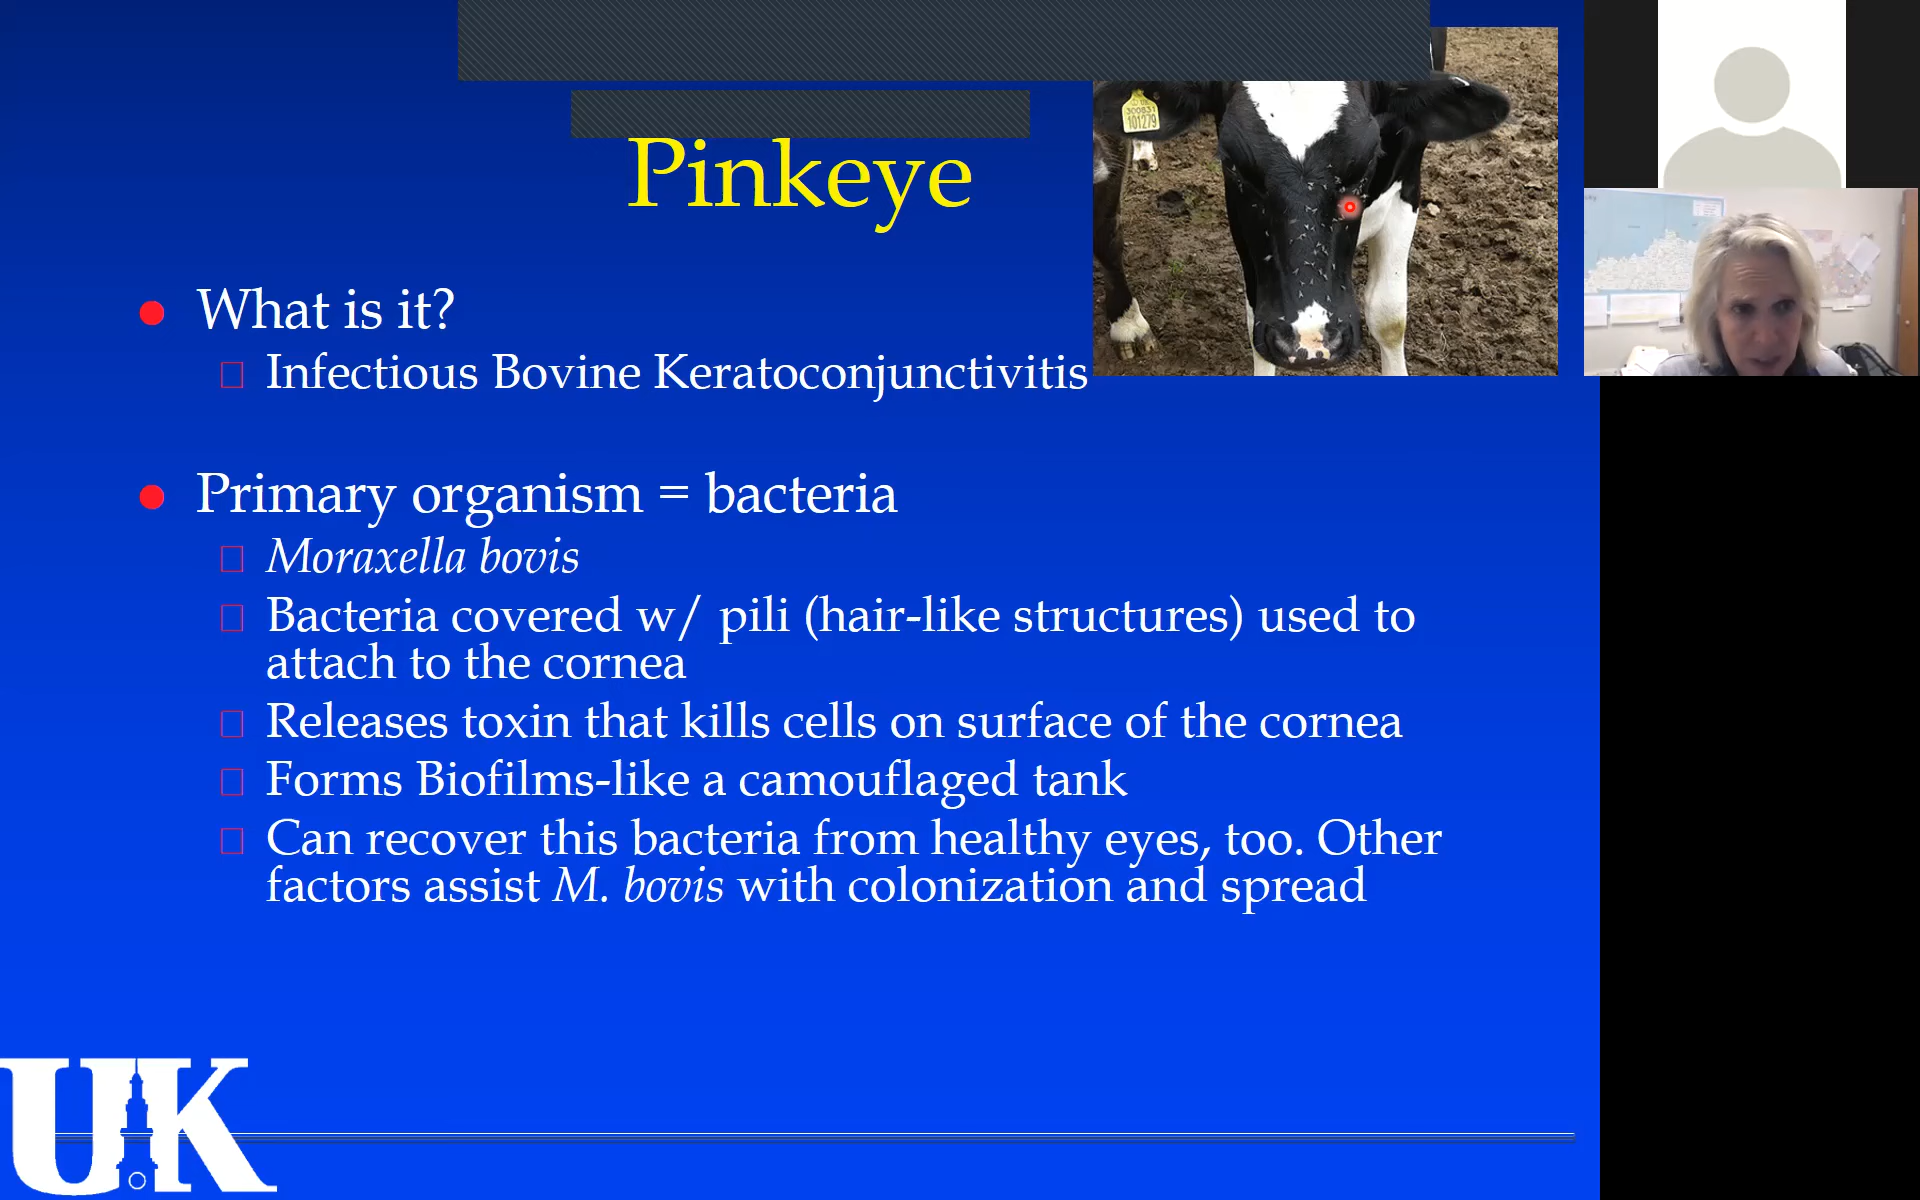 Pinkeye
300831
101279
What is it?
Infectious Bovine Keratoconjunctivitis
Primary organism = bacteria
Moraxella bovis
Bacteria covered w/ pili (hair-like structures) used to
attach to the cornea
Releases toxin that kills cells on surface of the cornea
Forms Biofilms-like a camouflaged tank
Can recover this bacteria from healthy eyes, too. Other
factors assist M. bovis with colonization and spread
UK